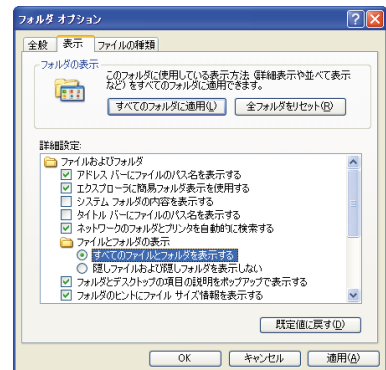 フォルダ オプション
全般 表示 ファイルの種類
フォルダの表示
このフォルダに使用している表示方法 (詳細表示や並べて表示
など) をすべてのフォルダに適用できます。
すべてのフォルダに適用(L) 全フォルダをリセット(R)
詳細設定:
ファイルおよびフォルダ
アドレス バーにファイルのパス名を表示する
エクスプローラに簡易フォルダ表示を使用する
システム フォルダの内容を表示する
タイトル バーにファイルのパス名を表示する
ネットワークのフォルダとプリンタを自動的に検索する
ファイルとフォルダの表示
すべてのファイルとフォルダを表示する
隠しファイルおよび隠しフォルダを表示しない
フォルダとデスクトップの項目の説明をポップアップで表示する
フォルダのヒントにファイル サイズ情報を表示する
既定値に戻す(D)
OK キャンセル 適用(A)